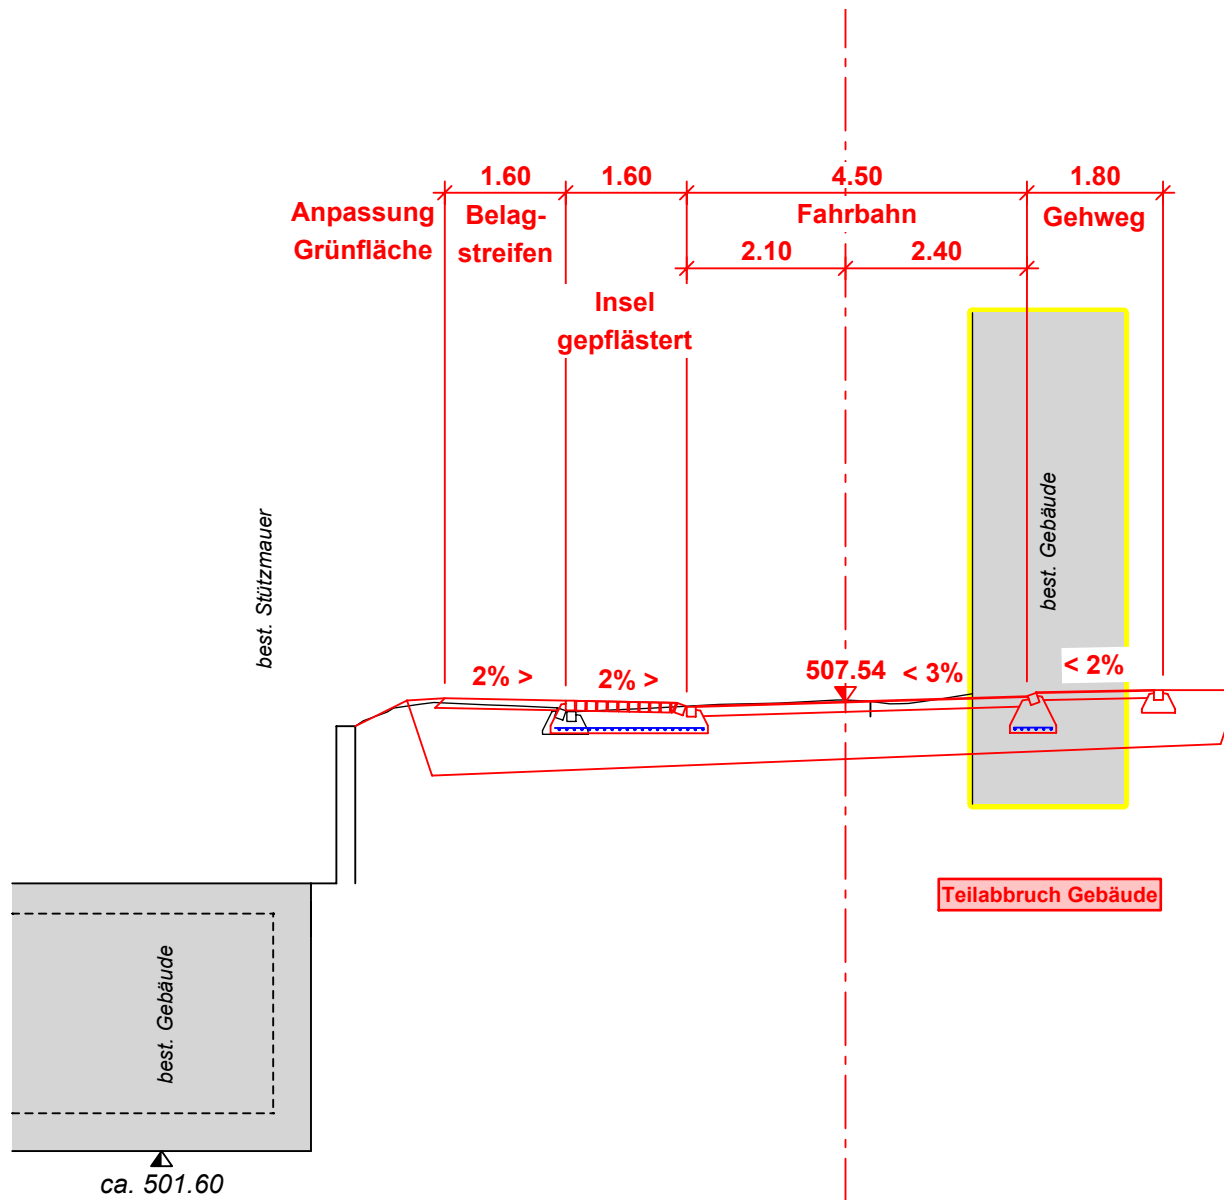 1.60 1.60 4.50 1.80
Anpassung Belag- Fahrbahn Gehweg
Grünfläche streifen 2.10 2.40
Insel
gepflästert
best. Stützmauer
best. Gebäude
2% > 2% > 507.54 < 3% < 2%
Teilabbruch Gebäude
best. Gebäude
ca. 501.60